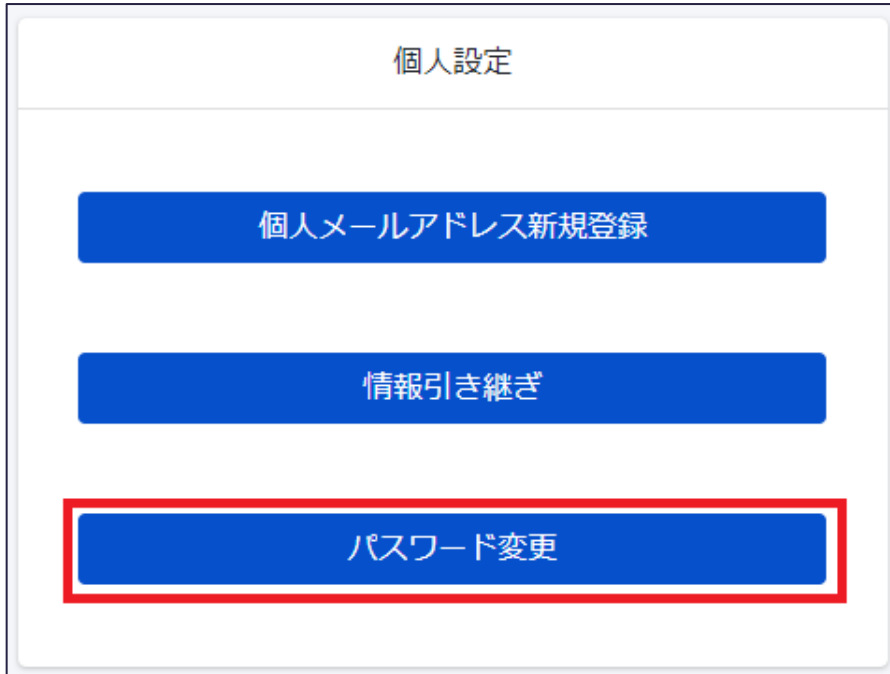 個人設定
個人メールアドレス新規登録
情報引き継ぎ
パスワード変更